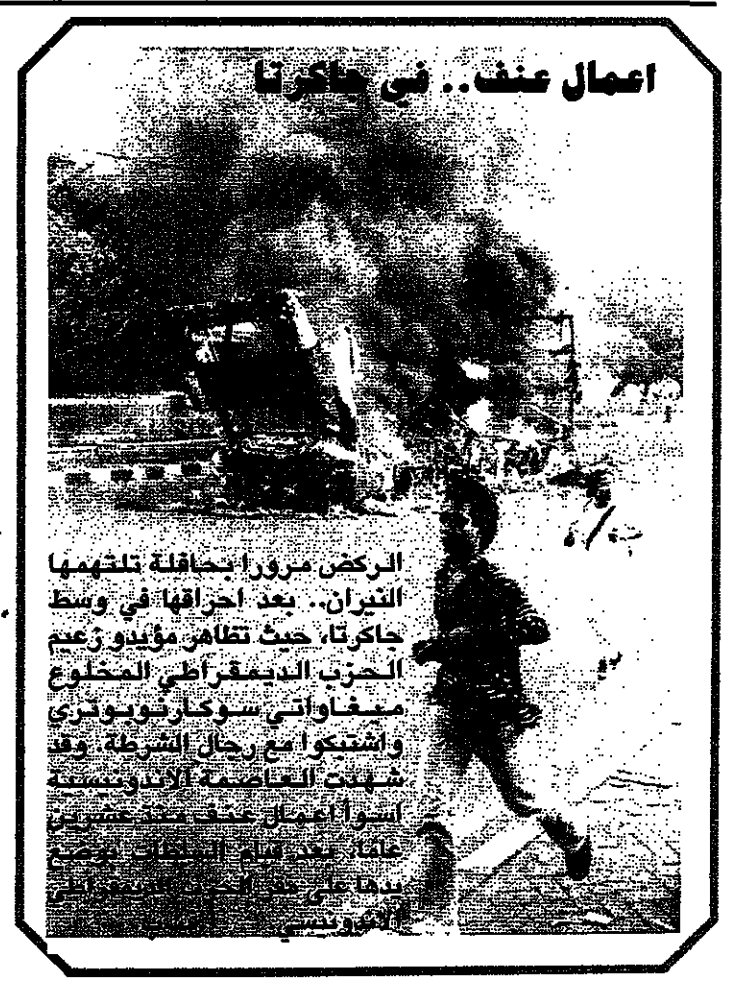 اعمال عنف.. في جاكرتا
الركض مرورا بحافلة تلتهمها
النيران.. بعد احراقها في وسط
جاكرتا، حيث تظاهر مؤيدو زعيم
الحزب الديمقراطي المخلوع
ميغاواتي سوكارنوبوتري
واشتبكوا مع رجال الشرطة. وقد
شهدت العاصمة الاندونيسية
اسوأ اعمال عنف منذ عشرين
عاما، بعد قيام السلطات بوضع
يدها على مقر الحزب الديمقراطي
الاندونيسي